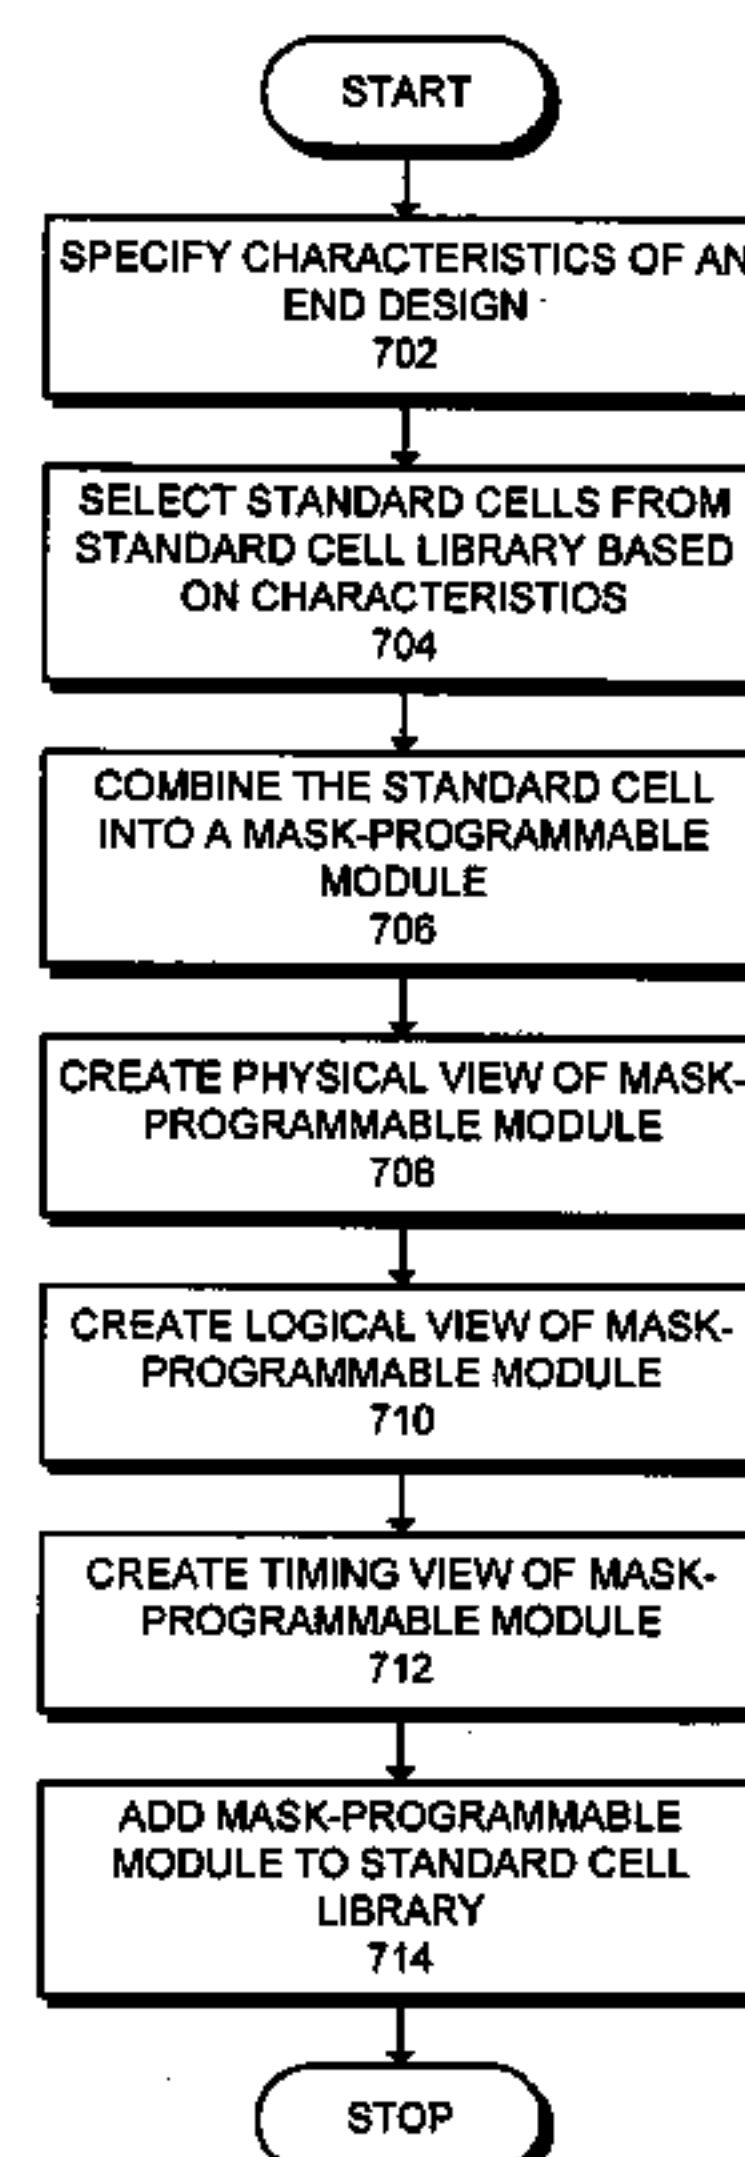 START
SPECIFY CHARACTERISTICS OF AN
END DESIGN
702
SELECT STANDARD CELLS FROM
STANDARD CELL LIBRARY BASED
ON CHARACTERISTIOS
704
COMBINE THE STANDARD CELL
INTO A MASK-PROGRAMMABLE
MODULE
706
CREATE PHYSICAL VIEW OF MASK-
PROGRAMMABLE MODULE
708
CREATE LOGICAL VIEW OF MASK-
PROGRAMMABLE MODULE
710
CREATE TIMING VIEW OF MASK-
PROGRAMMABLE MODULE
712
ADD MASK-PROGRAMMABLE
MODULE TO STANDARD CELL
LIBRARY
714
STOP